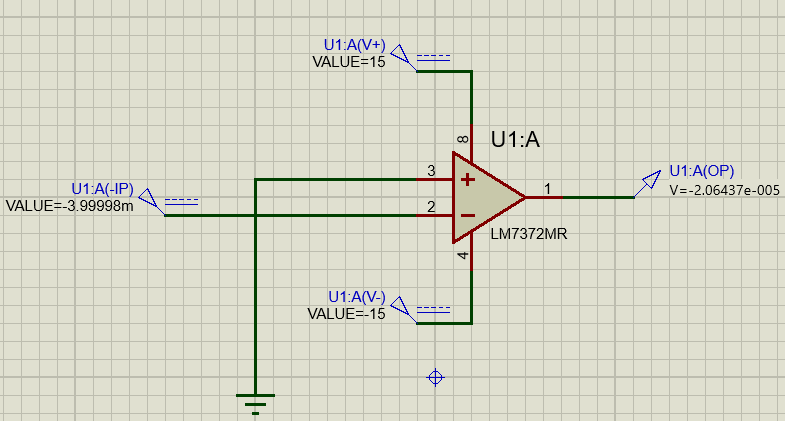 U1:A(V+)
VALUE=15
8
U1:A
3
+
U1:A(OP)
V=-2.06437e-005
1
U1:A(-IP)
VALUE=-3.99998m
2
−
LM7372MR
4
U1:A(V-)
VALUE=-15